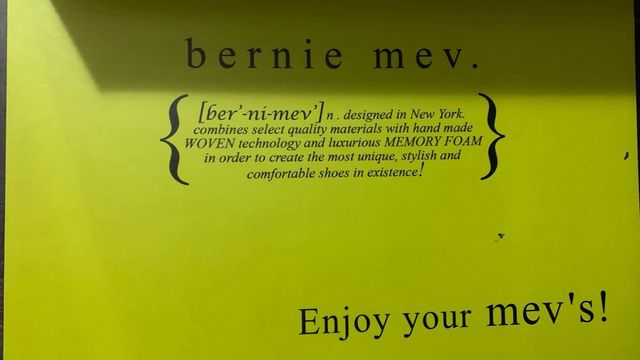 bernie mev.
[ber'-ni-mev'] n. designed in New York.
combines select quality materials with hand made
WOVEN technology and luxurious MEMORY FOAM
in order to create the most unique, stylish and
comfortable shoes in existence!
Enjoy your mev's!